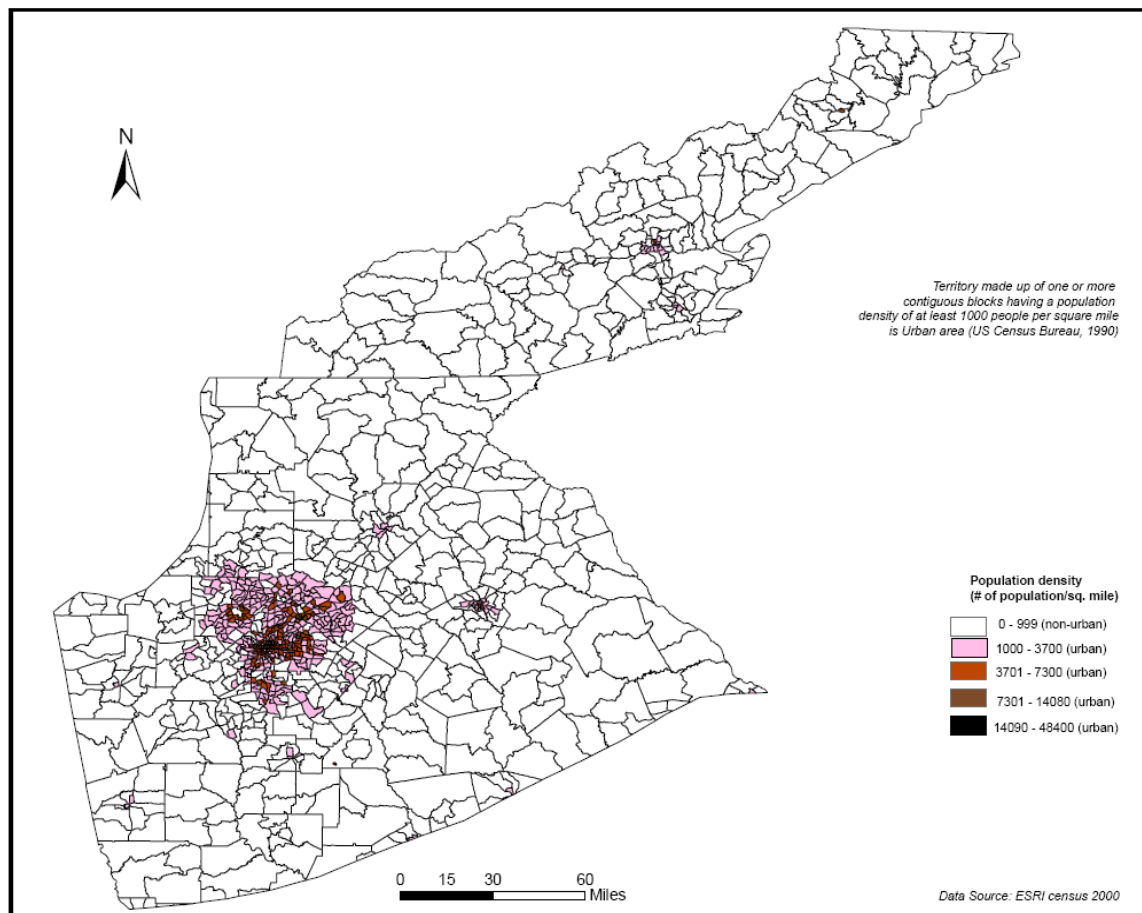 N
Territory made up of one or more
contiguous blocks having a population
density of at least 1000 people per square mile
is Urban area (US Census Bureau, 1990)
Population density
(# of population/sq. mile)
0 - 999 (non-urban)
1000 - 3700 (urban)
3701 - 7300 (urban)
7301 - 14080 (urban)
14090 - 48400 (urban)
0 15 30 60
Miles
Data Source: ESRI census 2000